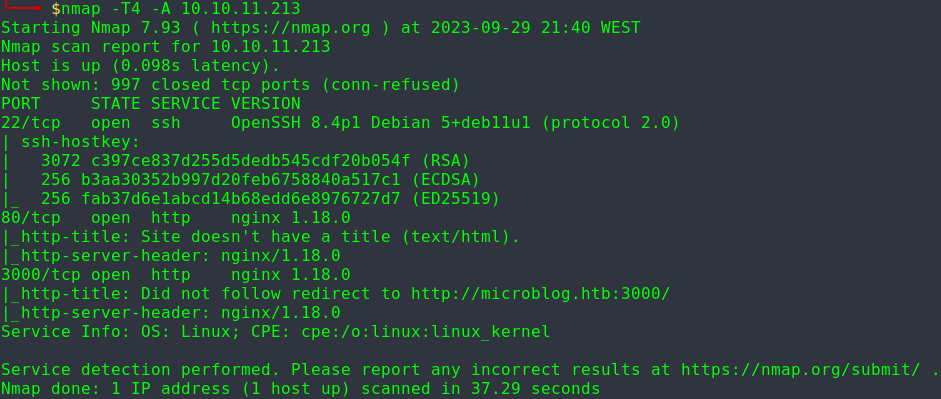 $nmap -T4 -A 10.10.11.213
Starting Nmap 7.93 ( https://nmap.org ) at 2023-09-29 21:40 WEST
Nmap scan report for 10.10.11.213
Host is up (0.098s latency).
Not shown: 997 closed tcp ports (conn-refused)
PORT     STATE SERVICE VERSION
22/tcp   open  ssh     OpenSSH 8.4p1 Debian 5+deb11u1 (protocol 2.0)
| ssh-hostkey:
|   3072 c397ce837d255d5dedb545cdf20b054f (RSA)
|   256 b3aa30352b997d20feb6758840a517c1 (ECDSA)
|_  256 fab37d6e1abcd14b68edd6e8976727d7 (ED25519)
80/tcp   open  http    nginx 1.18.0
|_http-title: Site doesn't have a title (text/html).
|_http-server-header: nginx/1.18.0
3000/tcp open  http    nginx 1.18.0
|_http-title: Did not follow redirect to http://microblog.htb:3000/
|_http-server-header: nginx/1.18.0
Service Info: OS: Linux; CPE: cpe:/o:linux:linux_kernel

Service detection performed. Please report any incorrect results at https://nmap.org/submit/ .
Nmap done: 1 IP address (1 host up) scanned in 37.29 seconds